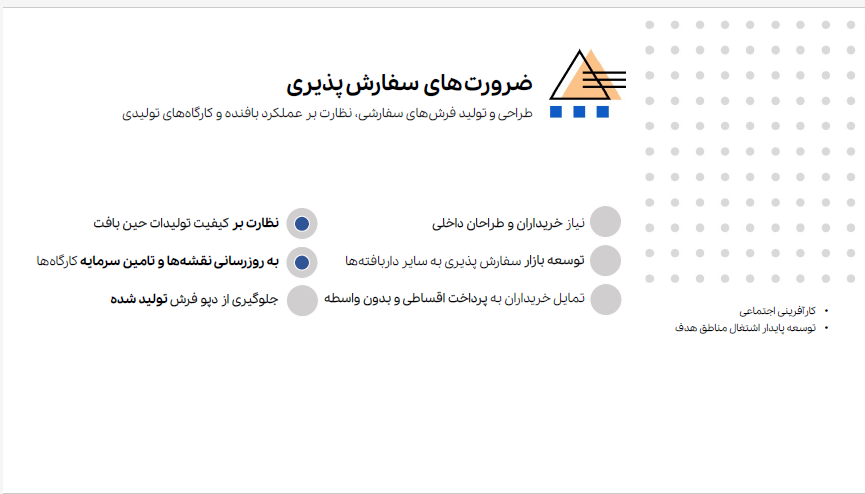 ضرورت‌های سفارش پذیری
طراحی و تولید فرش‌های سفارشی، نظارت بر عملکرد بافنده و کارگاه‌های تولیدی
نیاز خریداران و طراحان داخلی
توسعه بازار سفارش پذیری به سایر داربافته‌ها
تمایل خریداران به پرداخت اقساطی و بدون واسطه
نظارت بر کیفیت تولیدات حین بافت
به روزرسانی نقشه‌ها و تامین سرمایه کارگاه‌ها
جلوگیری از دپو فرش تولید شده
• کارآفرینی اجتماعی
• توسعه پایدار اشتغال مناطق هدف